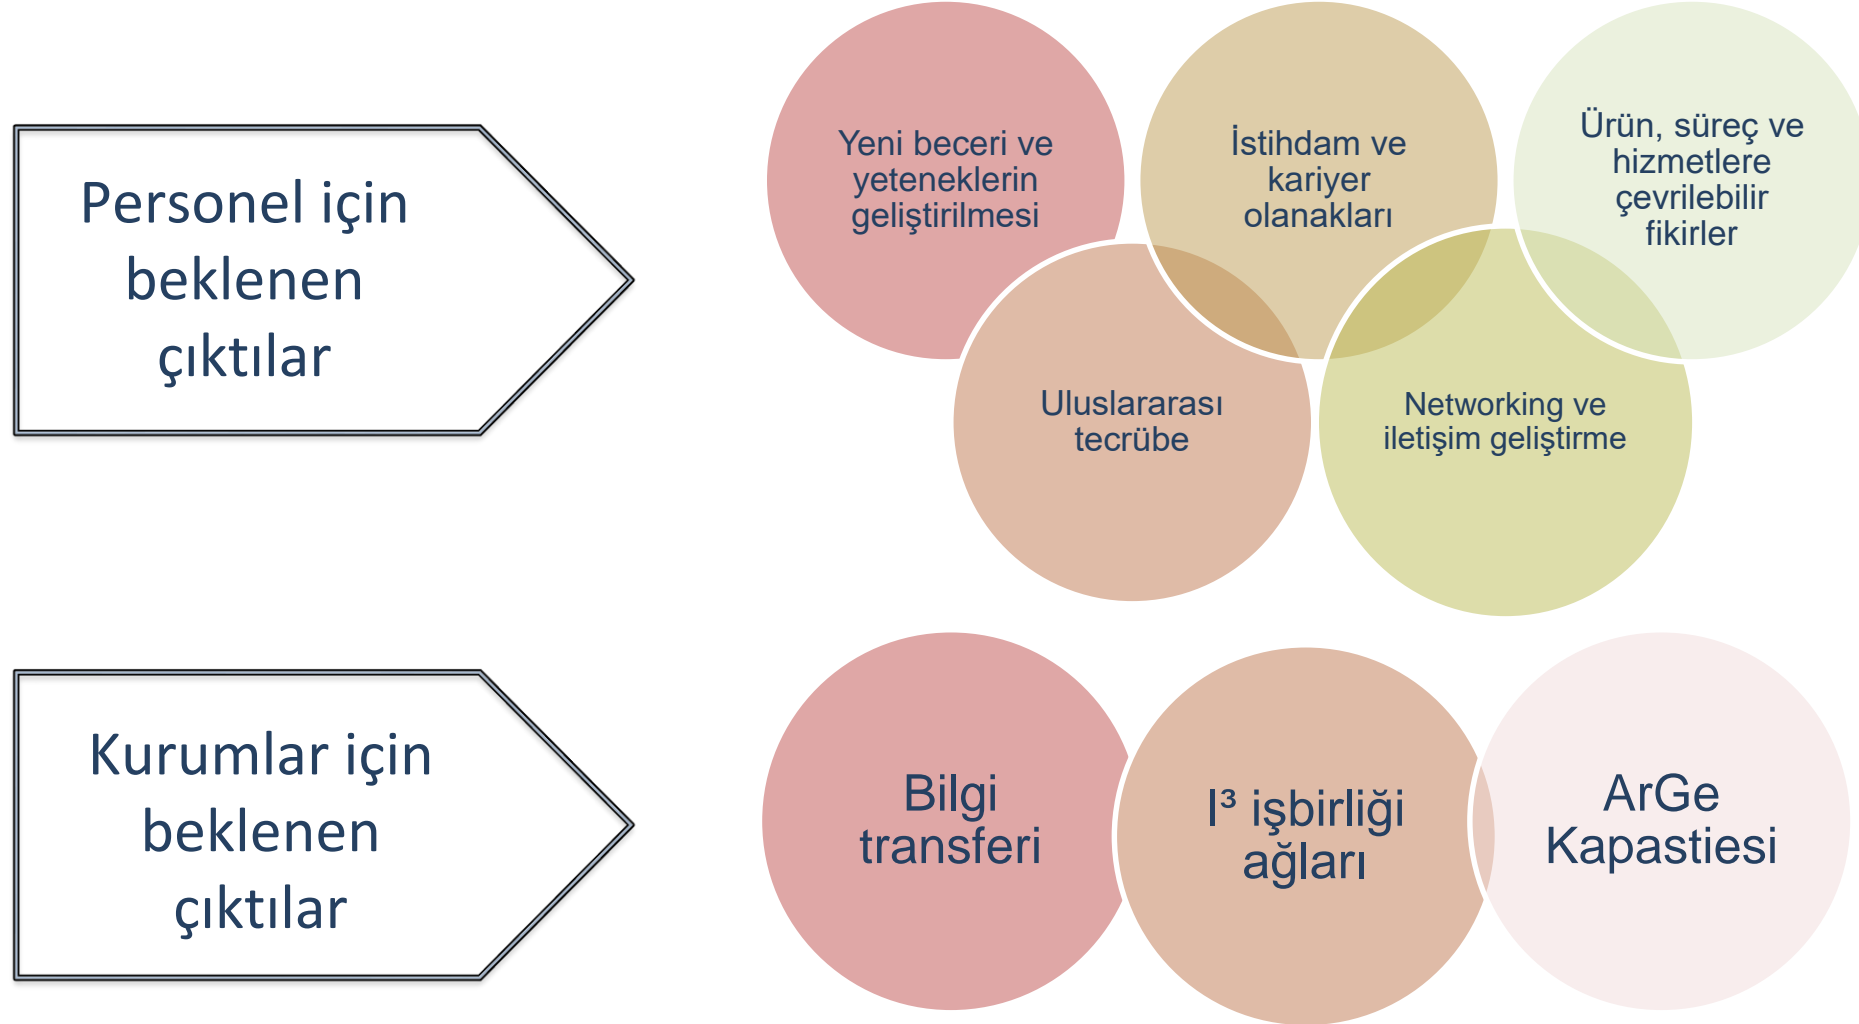 Personel için
beklenen
çıktılar
Yeni beceri ve
yeteneklerin
geliştirilmesi
İstihdam ve
kariyer
olanakları
Ürün, süreç ve
hizmetlere
çevrilebilir
fikirler
Uluslararası
tecrübe
Networking ve
iletişim geliştirme
Kurumlar için
beklenen
çıktılar
Bilgi
transferi
I³ işbirliği
ağları
ArGe
Kapastiesi